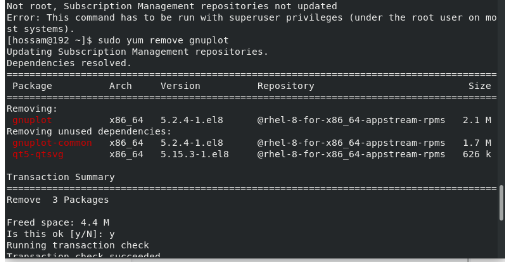 Not root, Subscription Management repositories not updated
Error: This command has to be run with superuser privileges (under the root user on mo
st systems).
[hossam@192 ~]$ sudo yum remove gnuplot
Updating Subscription Management repositories.
Dependencies resolved.
================================================================================
Package Arch Version Repository Size
================================================================================
Removing:
gnuplot x86_64 5.2.4-1.el8 @rhel-8-for-x86_64-appstream-rpms 2.1 M
Removing unused dependencies:
gnuplot-common x86_64 5.2.4-1.el8 @rhel-8-for-x86_64-appstream-rpms 1.7 M
qt5-qtsvg x86_64 5.15.3-1.el8 @rhel-8-for-x86_64-appstream-rpms 626 k
Transaction Summary
================================================================================
Remove 3 Packages
Freed space: 4.4 M
Is this ok [y/N]: y
Running transaction check
Transaction check succeeded